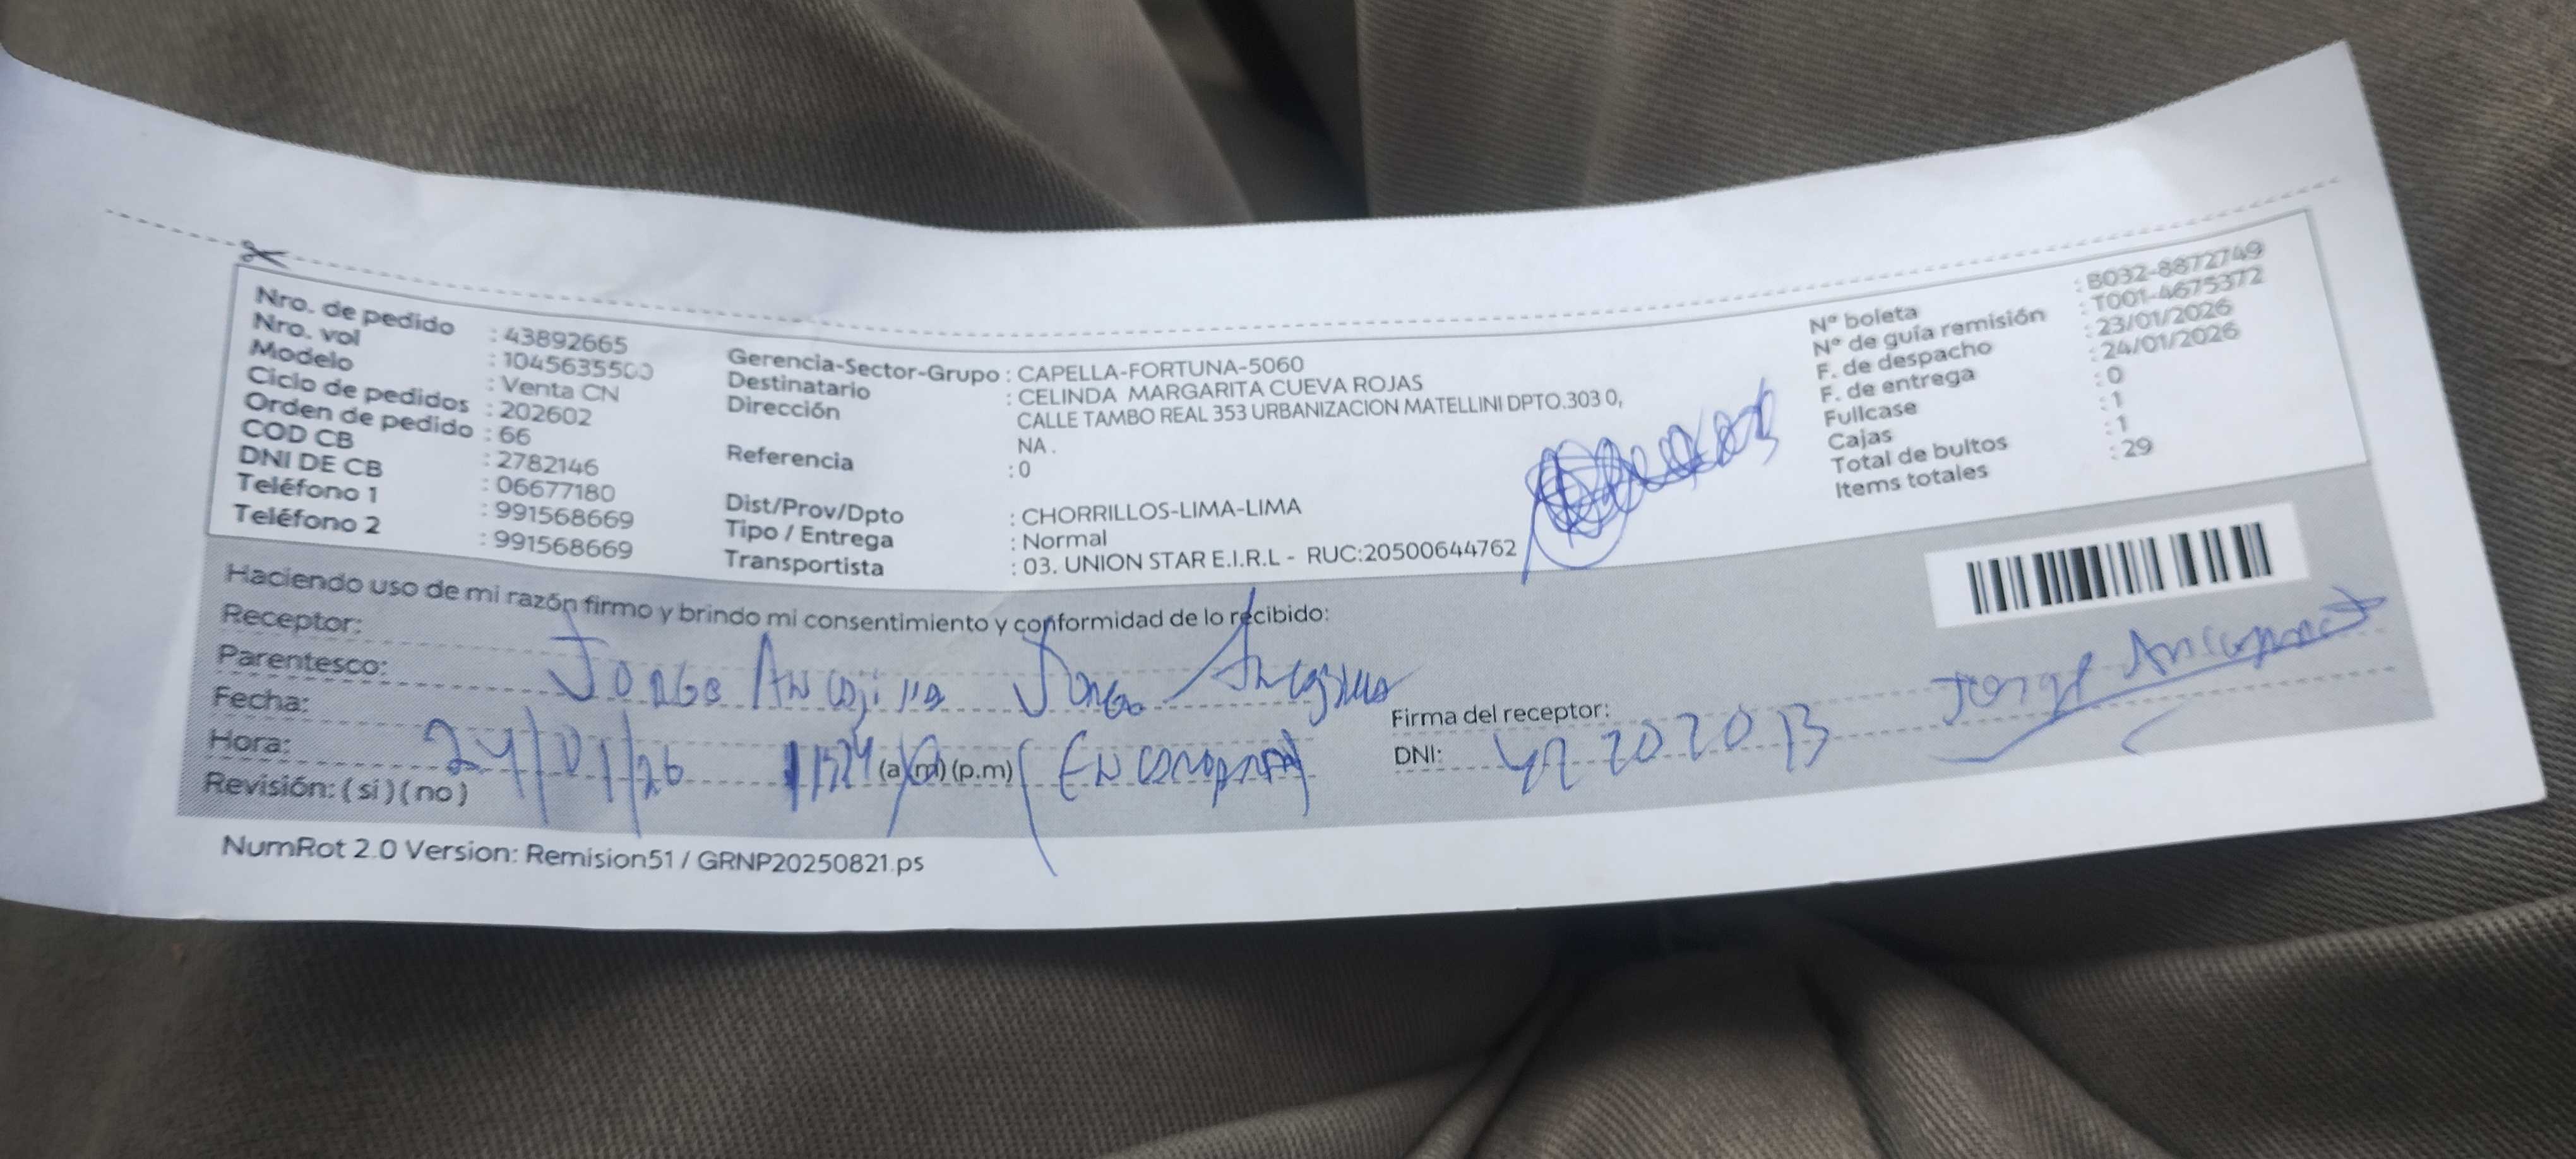 Nro. de pedido : 43892665
Nro. vol : 1045635500
Modelo : Venta CN
Ciclo de pedidos : 202602
Orden de pedido : 66
COD CB : 2782146
DNI DE CB : 06677180
Teléfono 1 : 991568669
Teléfono 2 : 991568669
Gerencia-Sector-Grupo : CAPELLA-FORTUNA-5060
Destinatario : CELINDA MARGARITA CUEVA ROJAS
Dirección : CALLE TAMBO REAL 353 URBANIZACION MATELLINI DPTO.303 0,
NA .
Referencia : 0
Dist/Prov/Dpto : CHORRILLOS-LIMA-LIMA
Tipo / Entrega : Normal
Transportista : 03. UNION STAR E.I.R.L - RUC:20500644762
Nº boleta : B032-8872749
Nº de guía remisión : T001-4675372
F. de despacho : 23/01/2026
F. de entrega : 24/01/2026
Fullcase : 0
Cajas : 1
Total de bultos : 1
Items totales : 29
Haciendo uso de mi razón firmo y brindo mi consentimiento y conformidad de lo recibido:
Receptor:
Parentesco: Jorge
Fecha:
Hora: 24/01/26 (a.m) (p.m)
Revisión: ( si ) ( no )
Firma del receptor: Jorge
DNI:
NumRot 2.0 Version: Remision51 / GRNP20250821.ps